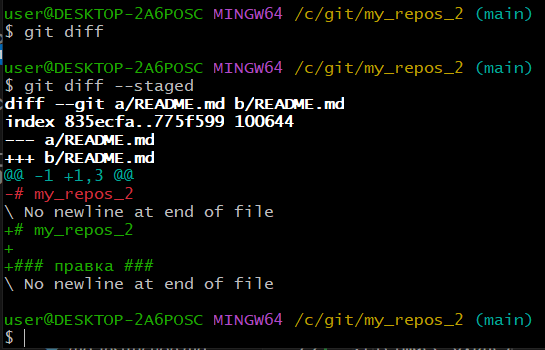 user@DESKTOP-2A6POSC MINGW64 /c/git/my_repos_2 (main)
$ git diff
user@DESKTOP-2A6POSC MINGW64 /c/git/my_repos_2 (main)
$ git diff --staged
diff --git a/README.md b/README.md
index 835ecfa..775f599 100644
--- a/README.md
+++ b/README.md
@@ -1 +1,3 @@
-# my_repos_2
\ No newline at end of file
+# my_repos_2
+
+### правка ###
\ No newline at end of file
user@DESKTOP-2A6POSC MINGW64 /c/git/my_repos_2 (main)
$